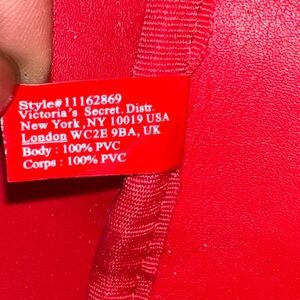 Style#11162869
Victoria's Secret. Distr.
New York, NY 10019 USA
London WC2E 9BA, UK
Body : 100% PVC
Corps : 100% PVC